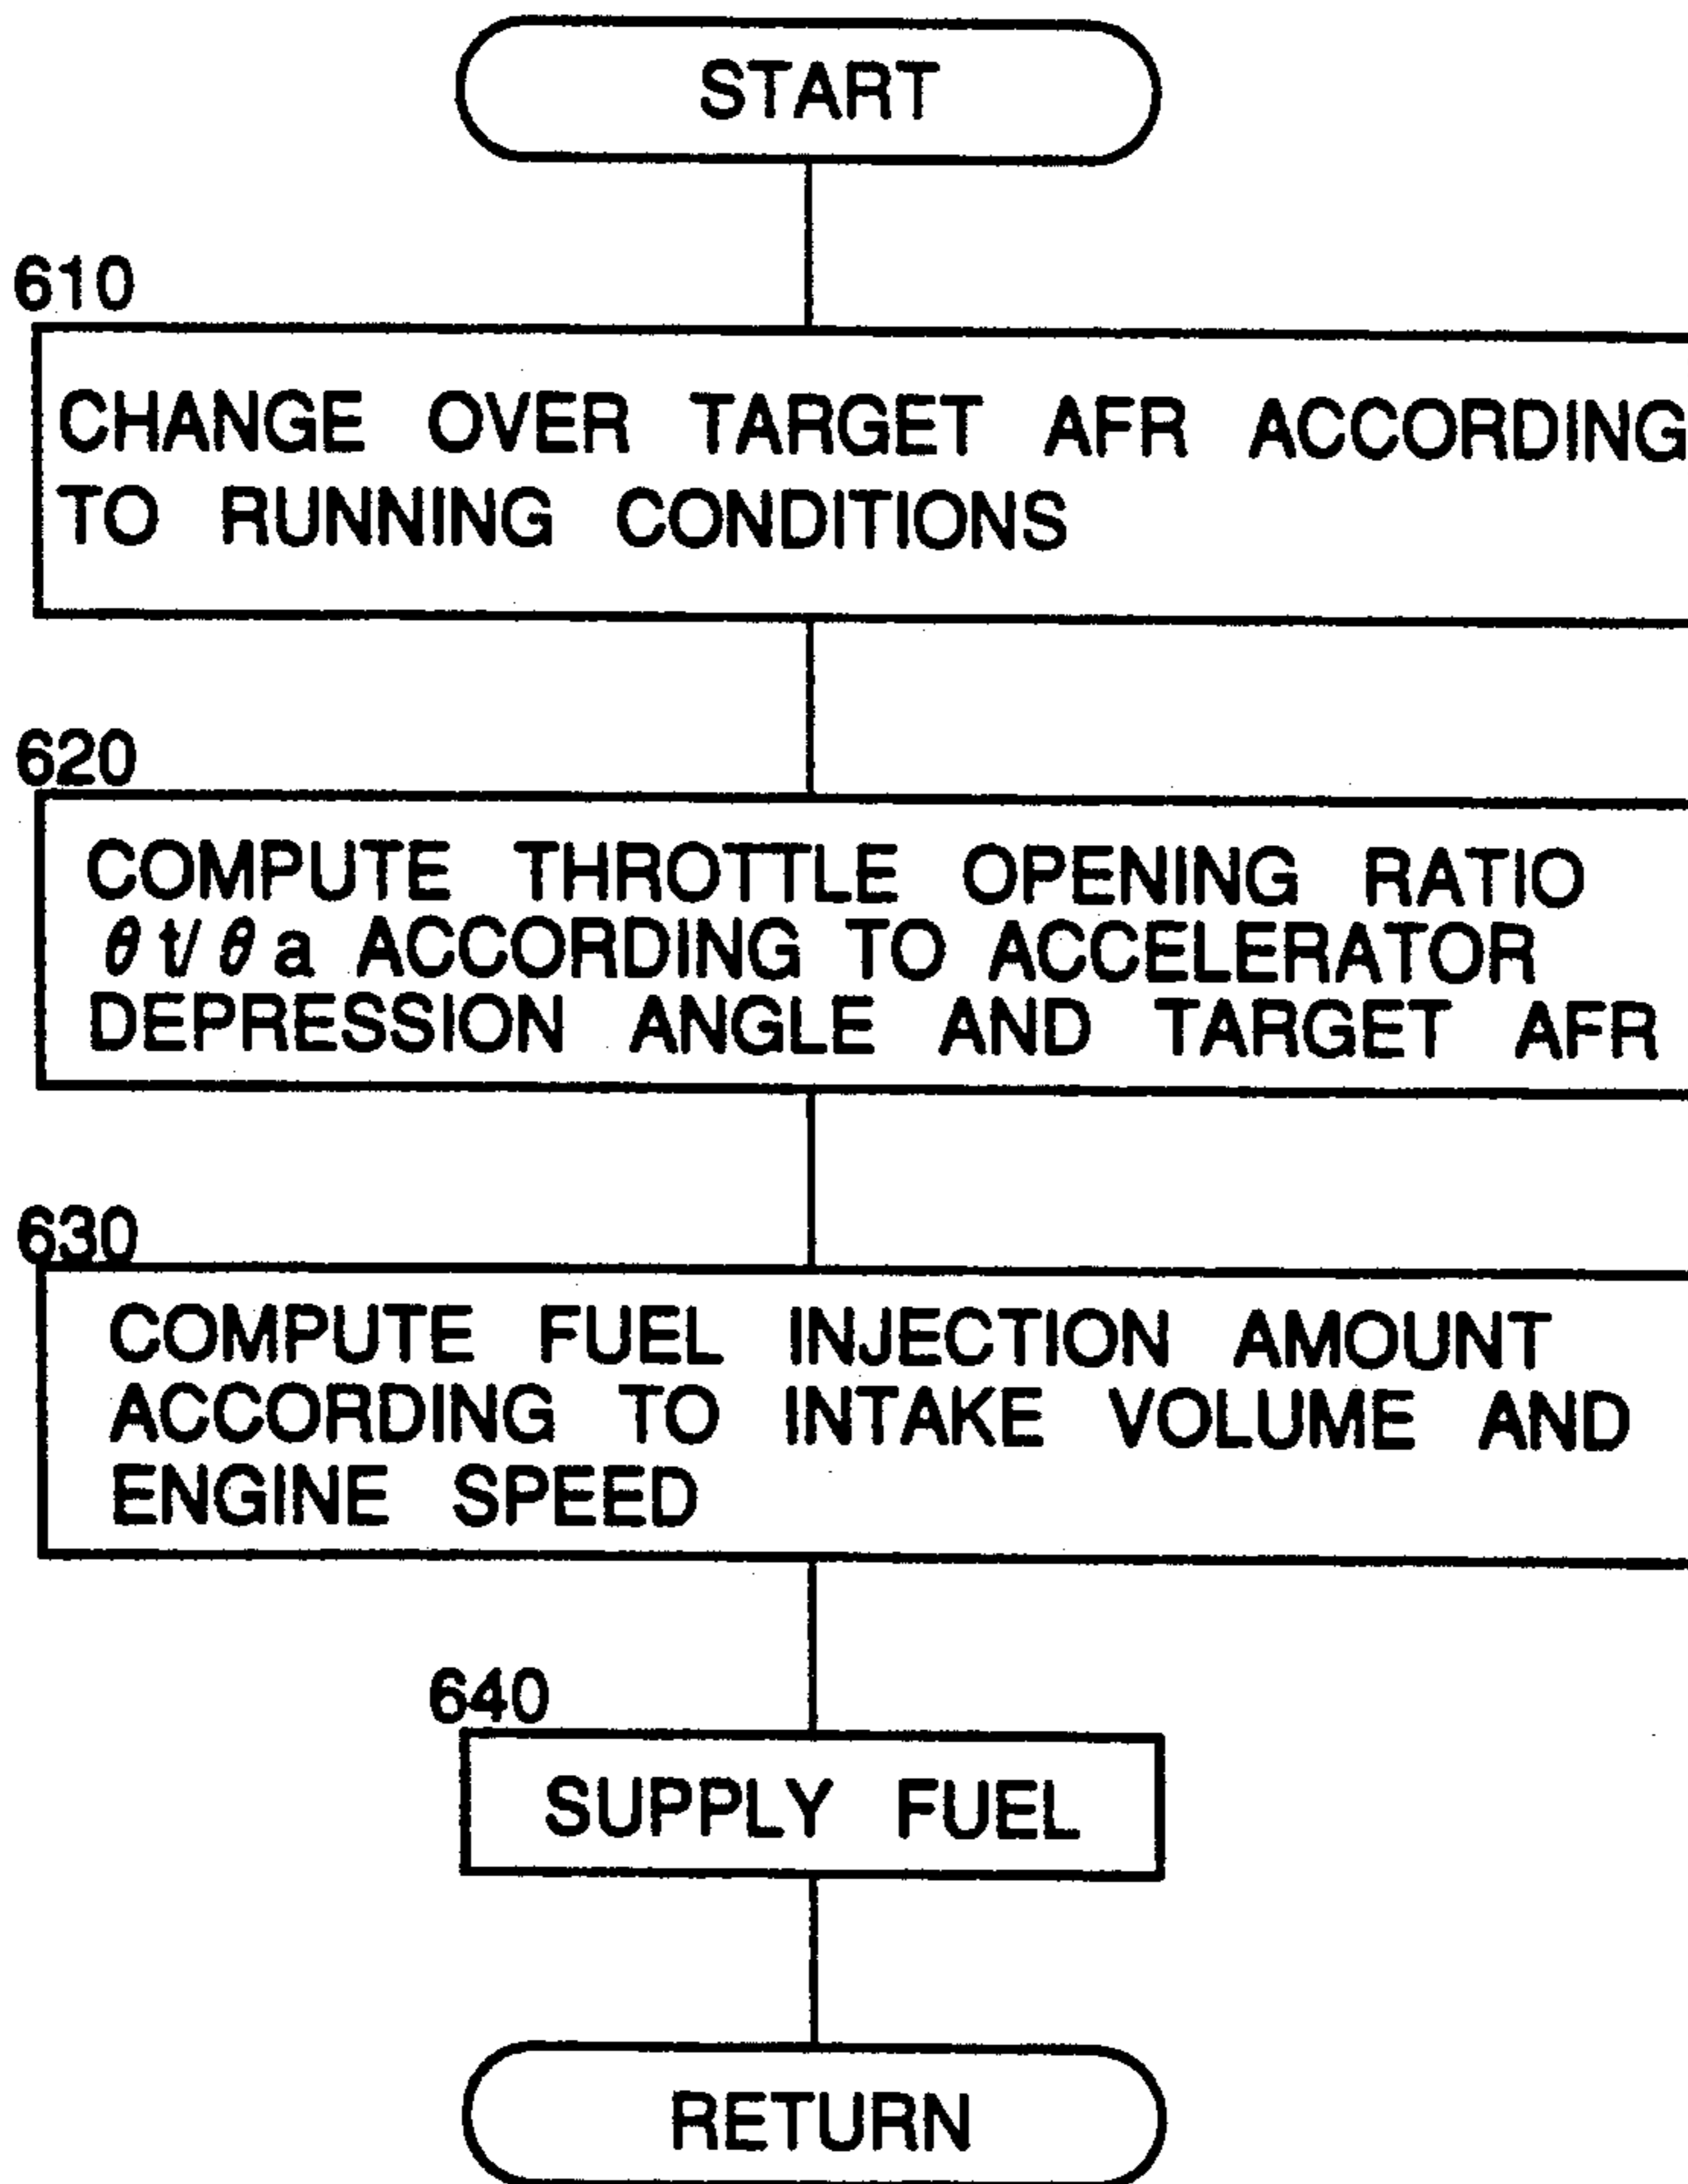 START
610
CHANGE OVER TARGET AFR ACCORDING
TO RUNNING CONDITIONS
620
COMPUTE THROTTLE OPENING RATIO
θt/θa ACCORDING TO ACCELERATOR
DEPRESSION ANGLE AND TARGET AFR
630
COMPUTE FUEL INJECTION AMOUNT
ACCORDING TO INTAKE VOLUME AND
ENGINE SPEED
640
SUPPLY FUEL
RETURN